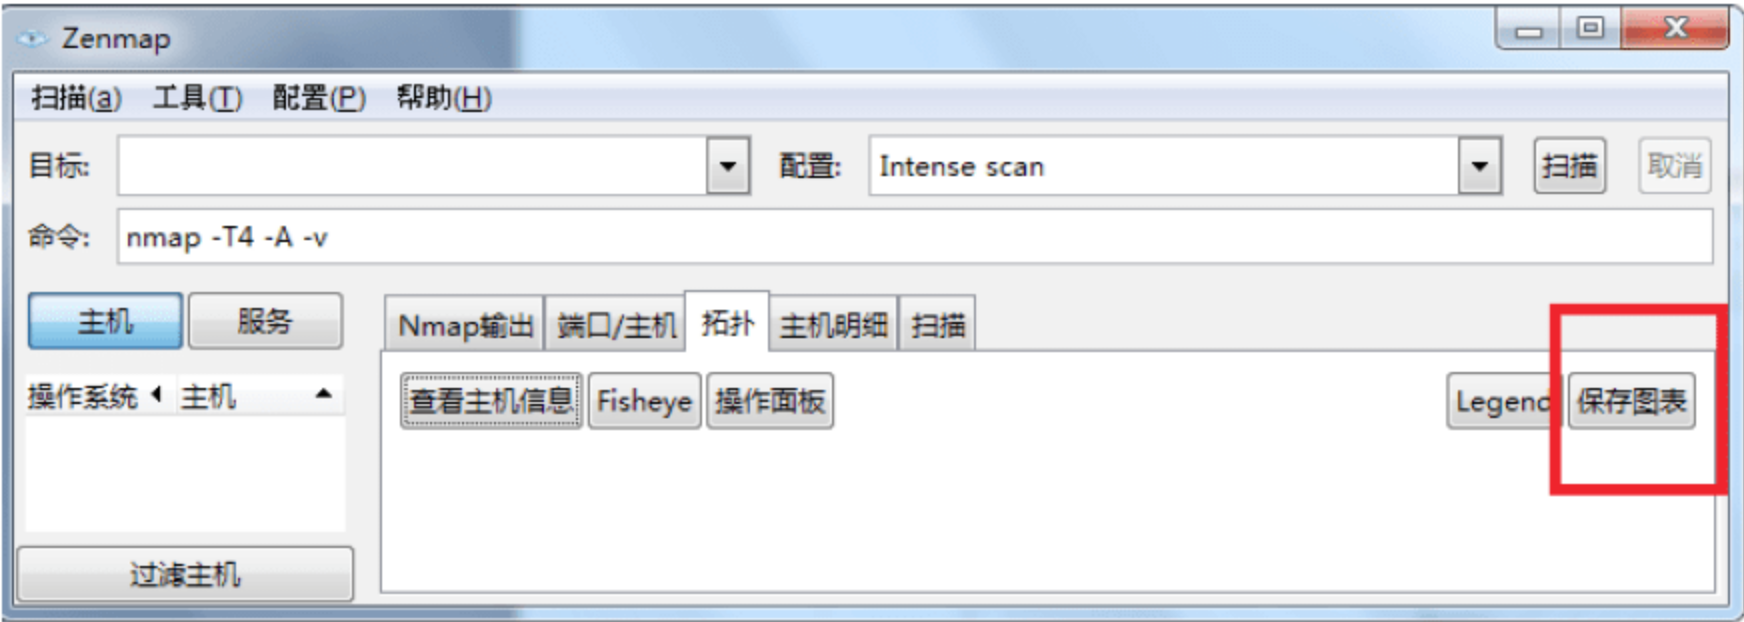 Zenmap
扫描(a) 工具(T) 配置(P) 帮助(H)
目标: 配置: Intense scan 扫描 取消
命令: nmap -T4 -A -v
主机 服务 Nmap输出 端口/主机 拓扑 主机明细 扫描
操作系统 主机 查看主机信息 Fisheye 操作面板 Legend 保存图表
过滤主机